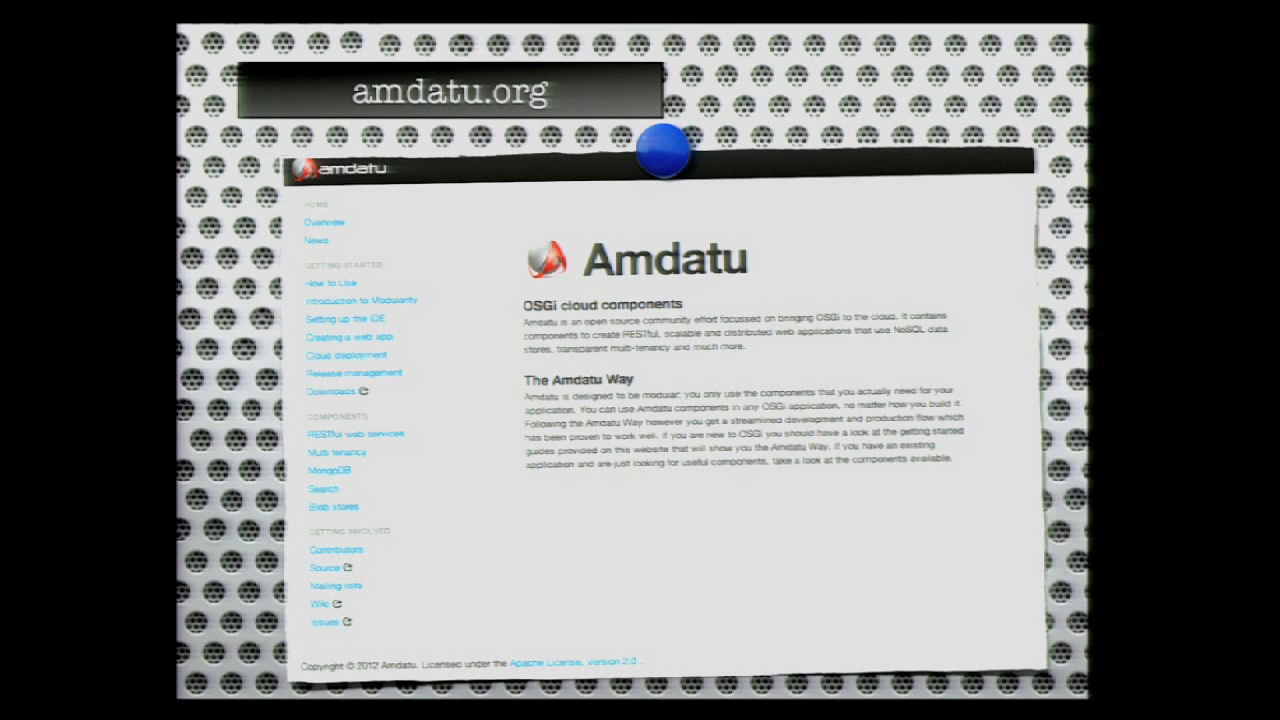 amdatu.org
amdatu
HOME
Overview
News
GETTING STARTED
How to Use
Introduction to Modularity
Setting up the IDE
Creating a web app
Cloud deployment
Release management
Downloads
COMPONENTS
RESTful web services
Multi tenancy
MongoDB
Search
Blob stores
GETTING INVOLVED
Contributors
Source
Mailing lists
Wiki
Issues
Amdatu
OSGi cloud components
Amdatu is an open source community effort focussed on bringing OSGi to the cloud. It contains
components to create RESTful, scalable and distributed web applications that use NoSQL data
stores, transparent multi-tenancy and much more.
The Amdatu Way
Amdatu is designed to be modular; you only use the components that you actually need for your
application. You can use Amdatu components in any OSGi application, no matter how you build it.
Following the Amdatu Way however you get a streamlined development and production flow which
has been proven to work well. If you are new to OSGi you should have a look at the getting started
guides provided on this website that will show you the Amdatu Way. If you have an existing
application and are just looking for useful components, take a look at the components available.
Copyright © 2012 Amdatu. Licensed under the Apache License, Version 2.0 .